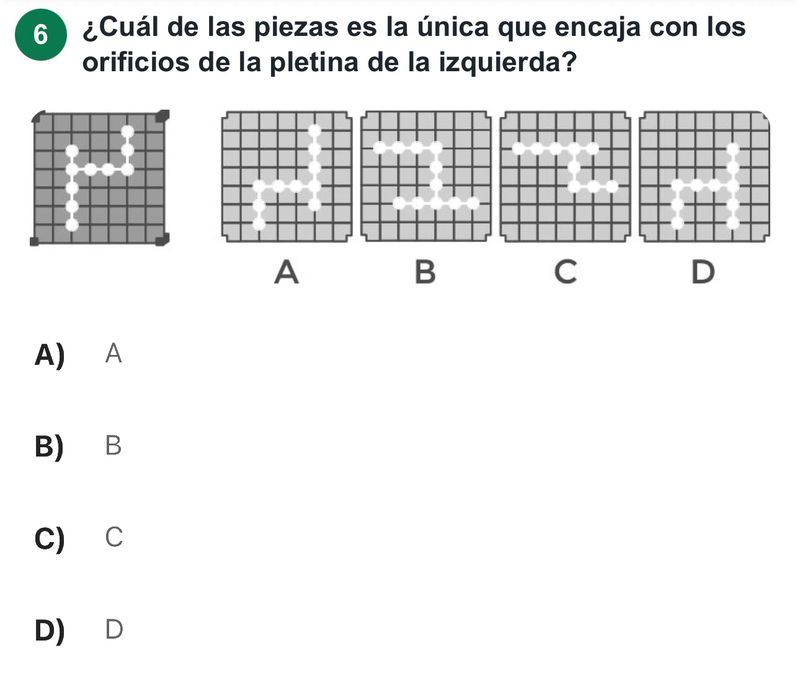 6 ¿Cuál de las piezas es la única que encaja con los
orificios de la pletina de la izquierda?
A B C D
A) A
B) B
C) C
D) D